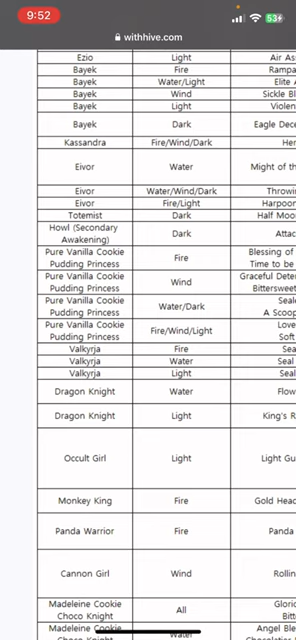 9:52
53
withhive.com
Ezio Light Air As
Bayek Fire Rampa
Bayek Water/Light Elite
Bayek Wind Sickle Bl
Bayek Light Violen
Bayek Dark Eagle Dece
Kassandra Fire/Wind/Dark He
Eivor Water Might of th
Eivor Water/Wind/Dark Throwi
Eivor Fire/Light Harpoon
Totemist Dark Half Moo
Howl (Secondary
Awakening) Dark Attac
Pure Vanilla Cookie
Pudding Princess Fire Blessing of
Time to be
Pure Vanilla Cookie
Pudding Princess Wind Graceful Deter
Bittersweet
Pure Vanilla Cookie
Pudding Princess Water/Dark Seale
A Scoop
Pure Vanilla Cookie
Pudding Princess Fire/Wind/Light Love
Soft
Valkyrja Fire Sea
Valkyrja Water Seal
Valkyrja Light Seal
Dragon Knight Water Flow
Dragon Knight Light King's R
Occult Girl Light Light Gu
Monkey King Fire Gold Head
Panda Warrior Fire Panda
Cannon Girl Wind Rollin
Madeleine Cookie
Choco Knight All Glorio
Bitt
Madeleine Cookie
Choco Knight Water Angel Ble